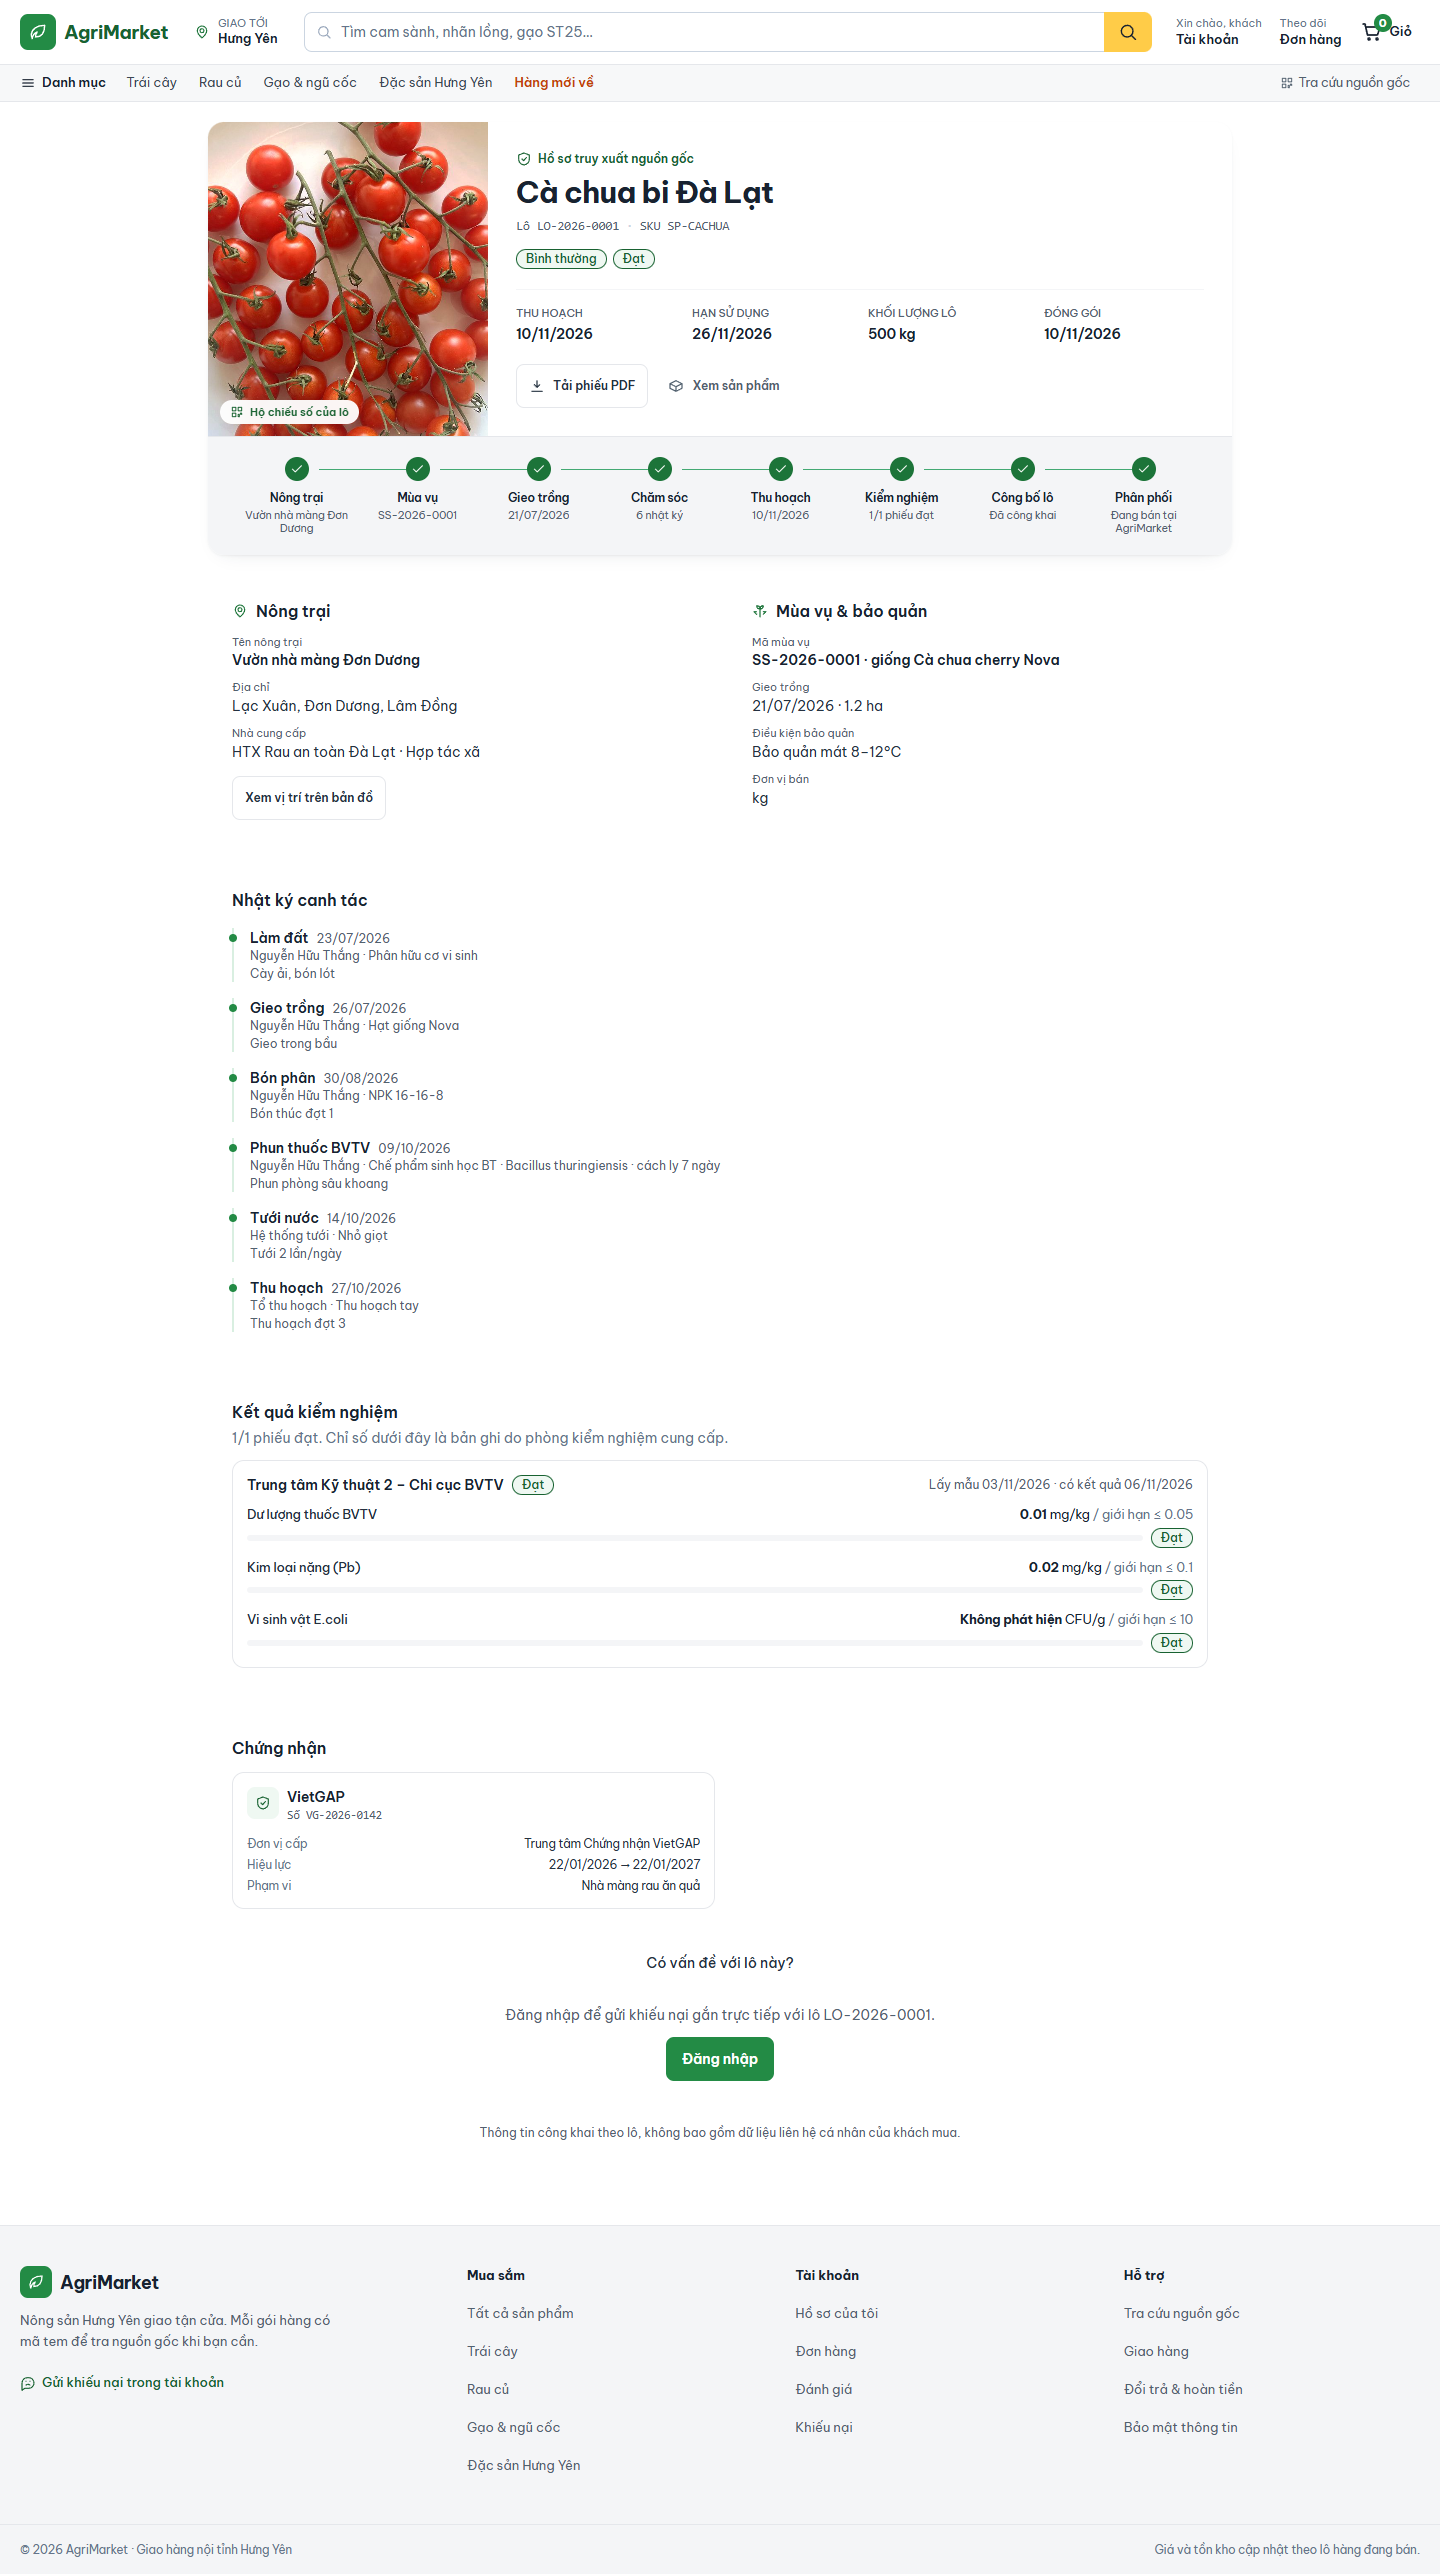 AgriMarket
GIAO TỚI
Hưng Yên
Tìm cam sành, nhãn lồng, gạo ST25...
Xin chào, khách
Tài khoản
Theo dõi
Đơn hàng
0
Giỏ
Danh mục
Trái cây
Rau củ
Gạo & ngũ cốc
Đặc sản Hưng Yên
Hàng mới về
Tra cứu nguồn gốc
Hộ chiếu số của lô
Hồ sơ truy xuất nguồn gốc
Cà chua bi Đà Lạt
Lô LO-2026-0001 · SKU SP-CACHUA
Bình thường
Đạt
THU HOẠCH
10/11/2026
HẠN SỬ DỤNG
26/11/2026
KHỐI LƯỢNG LÔ
500 kg
ĐÓNG GÓI
10/11/2026
Tải phiếu PDF
Xem sản phẩm
Nông trại
Vườn nhà màng Đơn Dương
Mùa vụ
SS-2026-0001
Gieo trồng
21/07/2026
Chăm sóc
6 nhật ký
Thu hoạch
10/11/2026
Kiểm nghiệm
1/1 phiếu đạt
Công bố lô
Đã công khai
Phân phối
Đang bán tại AgriMarket
Nông trại
Tên nông trại
Vườn nhà màng Đơn Dương
Địa chỉ
Lạc Xuân, Đơn Dương, Lâm Đồng
Nhà cung cấp
HTX Rau an toàn Đà Lạt · Hợp tác xã
Xem vị trí trên bản đồ
Mùa vụ & bảo quản
Mã mùa vụ
SS-2026-0001 · giống Cà chua cherry Nova
Gieo trồng
21/07/2026 · 1.2 ha
Điều kiện bảo quản
Bảo quản mát 8–12°C
Đơn vị bán
kg
Nhật ký canh tác
Làm đất 23/07/2026
Nguyễn Hữu Thắng · Phân hữu cơ vi sinh
Cày ải, bón lót
Gieo trồng 26/07/2026
Nguyễn Hữu Thắng · Hạt giống Nova
Gieo trong bầu
Bón phân 30/08/2026
Nguyễn Hữu Thắng · NPK 16-16-8
Bón thúc đợt 1
Phun thuốc BVTV 09/10/2026
Nguyễn Hữu Thắng · Chế phẩm sinh học BT · Bacillus thuringiensis · cách ly 7 ngày
Phun phòng sâu khoang
Tưới nước 14/10/2026
Hệ thống tưới · Nhỏ giọt
Tưới 2 lần/ngày
Thu hoạch 27/10/2026
Tổ thu hoạch · Thu hoạch tay
Thu hoạch đợt 3
Kết quả kiểm nghiệm
1/1 phiếu đạt. Chỉ số dưới đây là bản ghi do phòng kiểm nghiệm cung cấp.
Trung tâm Kỹ thuật 2 – Chi cục BVTV Đạt
Lấy mẫu 03/11/2026 · có kết quả 06/11/2026
Dư lượng thuốc BVTV
0.01 mg/kg / giới hạn ≤ 0.05
Đạt
Kim loại nặng (Pb)
0.02 mg/kg / giới hạn ≤ 0.1
Đạt
Vi sinh vật E.coli
Không phát hiện CFU/g / giới hạn ≤ 10
Đạt
Chứng nhận
VietGAP
Số VG-2026-0142
Đơn vị cấp
Trung tâm Chứng nhận VietGAP
Hiệu lực
22/01/2026 → 22/01/2027
Phạm vi
Nhà màng rau ăn quả
Có vấn đề với lô này?
Đăng nhập để gửi khiếu nại gắn trực tiếp với lô LO-2026-0001.
Đăng nhập
Thông tin công khai theo lô, không bao gồm dữ liệu liên hệ cá nhân của khách mua.
AgriMarket
Nông sản Hưng Yên giao tận cửa. Mỗi gói hàng có
mã tem để tra nguồn gốc khi bạn cần.
Gửi khiếu nại trong tài khoản
Mua sắm
Tất cả sản phẩm
Trái cây
Rau củ
Gạo & ngũ cốc
Đặc sản Hưng Yên
Tài khoản
Hồ sơ của tôi
Đơn hàng
Đánh giá
Khiếu nại
Hỗ trợ
Tra cứu nguồn gốc
Giao hàng
Đổi trả & hoàn tiền
Bảo mật thông tin
© 2026 AgriMarket · Giao hàng nội tỉnh Hưng Yên
Giá và tồn kho cập nhật theo lô hàng đang bán.